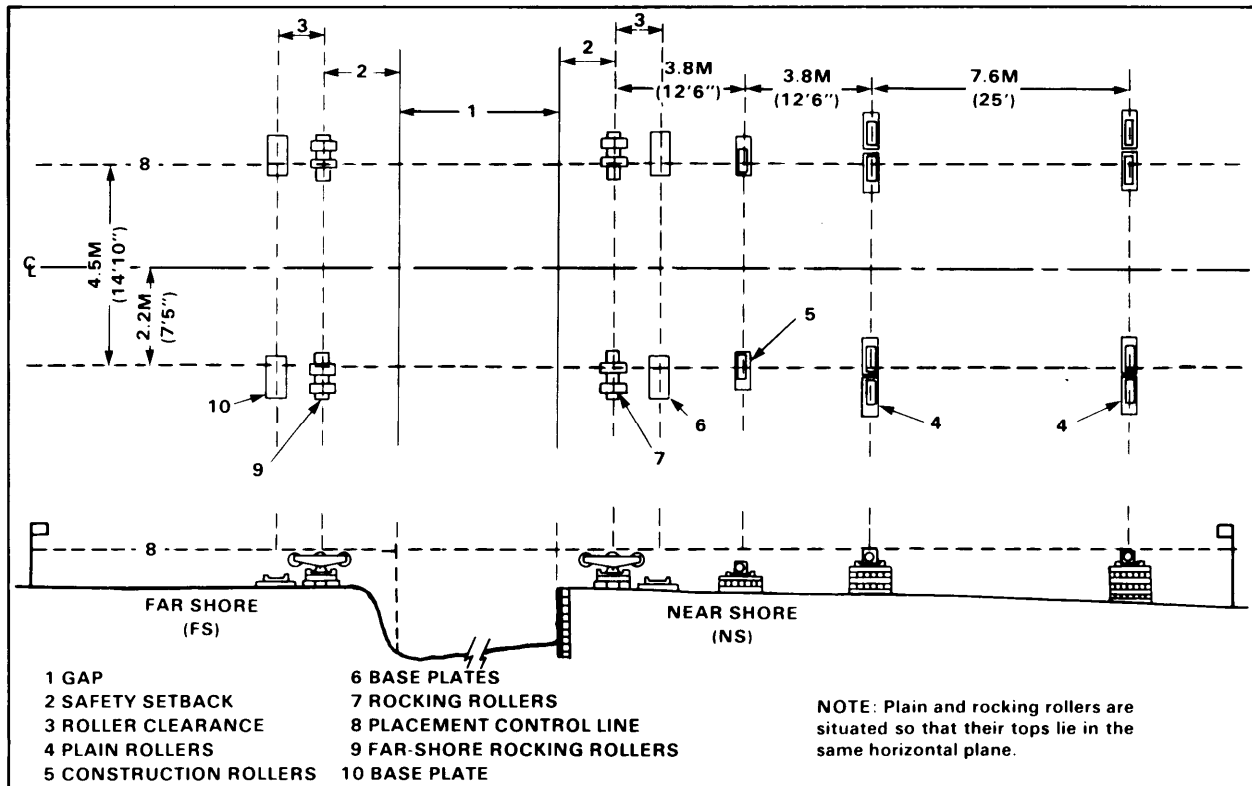 3
3
2
2
3.8M
(12'6")
3.8M
(12'6")
7.6M
(25')
1
8
℄
4.5M
(14'10")
2.2M
(7'5")
5
10
9
7
6
4
4
8
FAR SHORE
(FS)
NEAR SHORE
(NS)
1 GAP
2 SAFETY SETBACK
3 ROLLER CLEARANCE
4 PLAIN ROLLERS
5 CONSTRUCTION ROLLERS
6 BASE PLATES
7 ROCKING ROLLERS
8 PLACEMENT CONTROL LINE
9 FAR-SHORE ROCKING ROLLERS
10 BASE PLATE
NOTE: Plain and rocking rollers are
situated so that their tops lie in the
same horizontal plane.